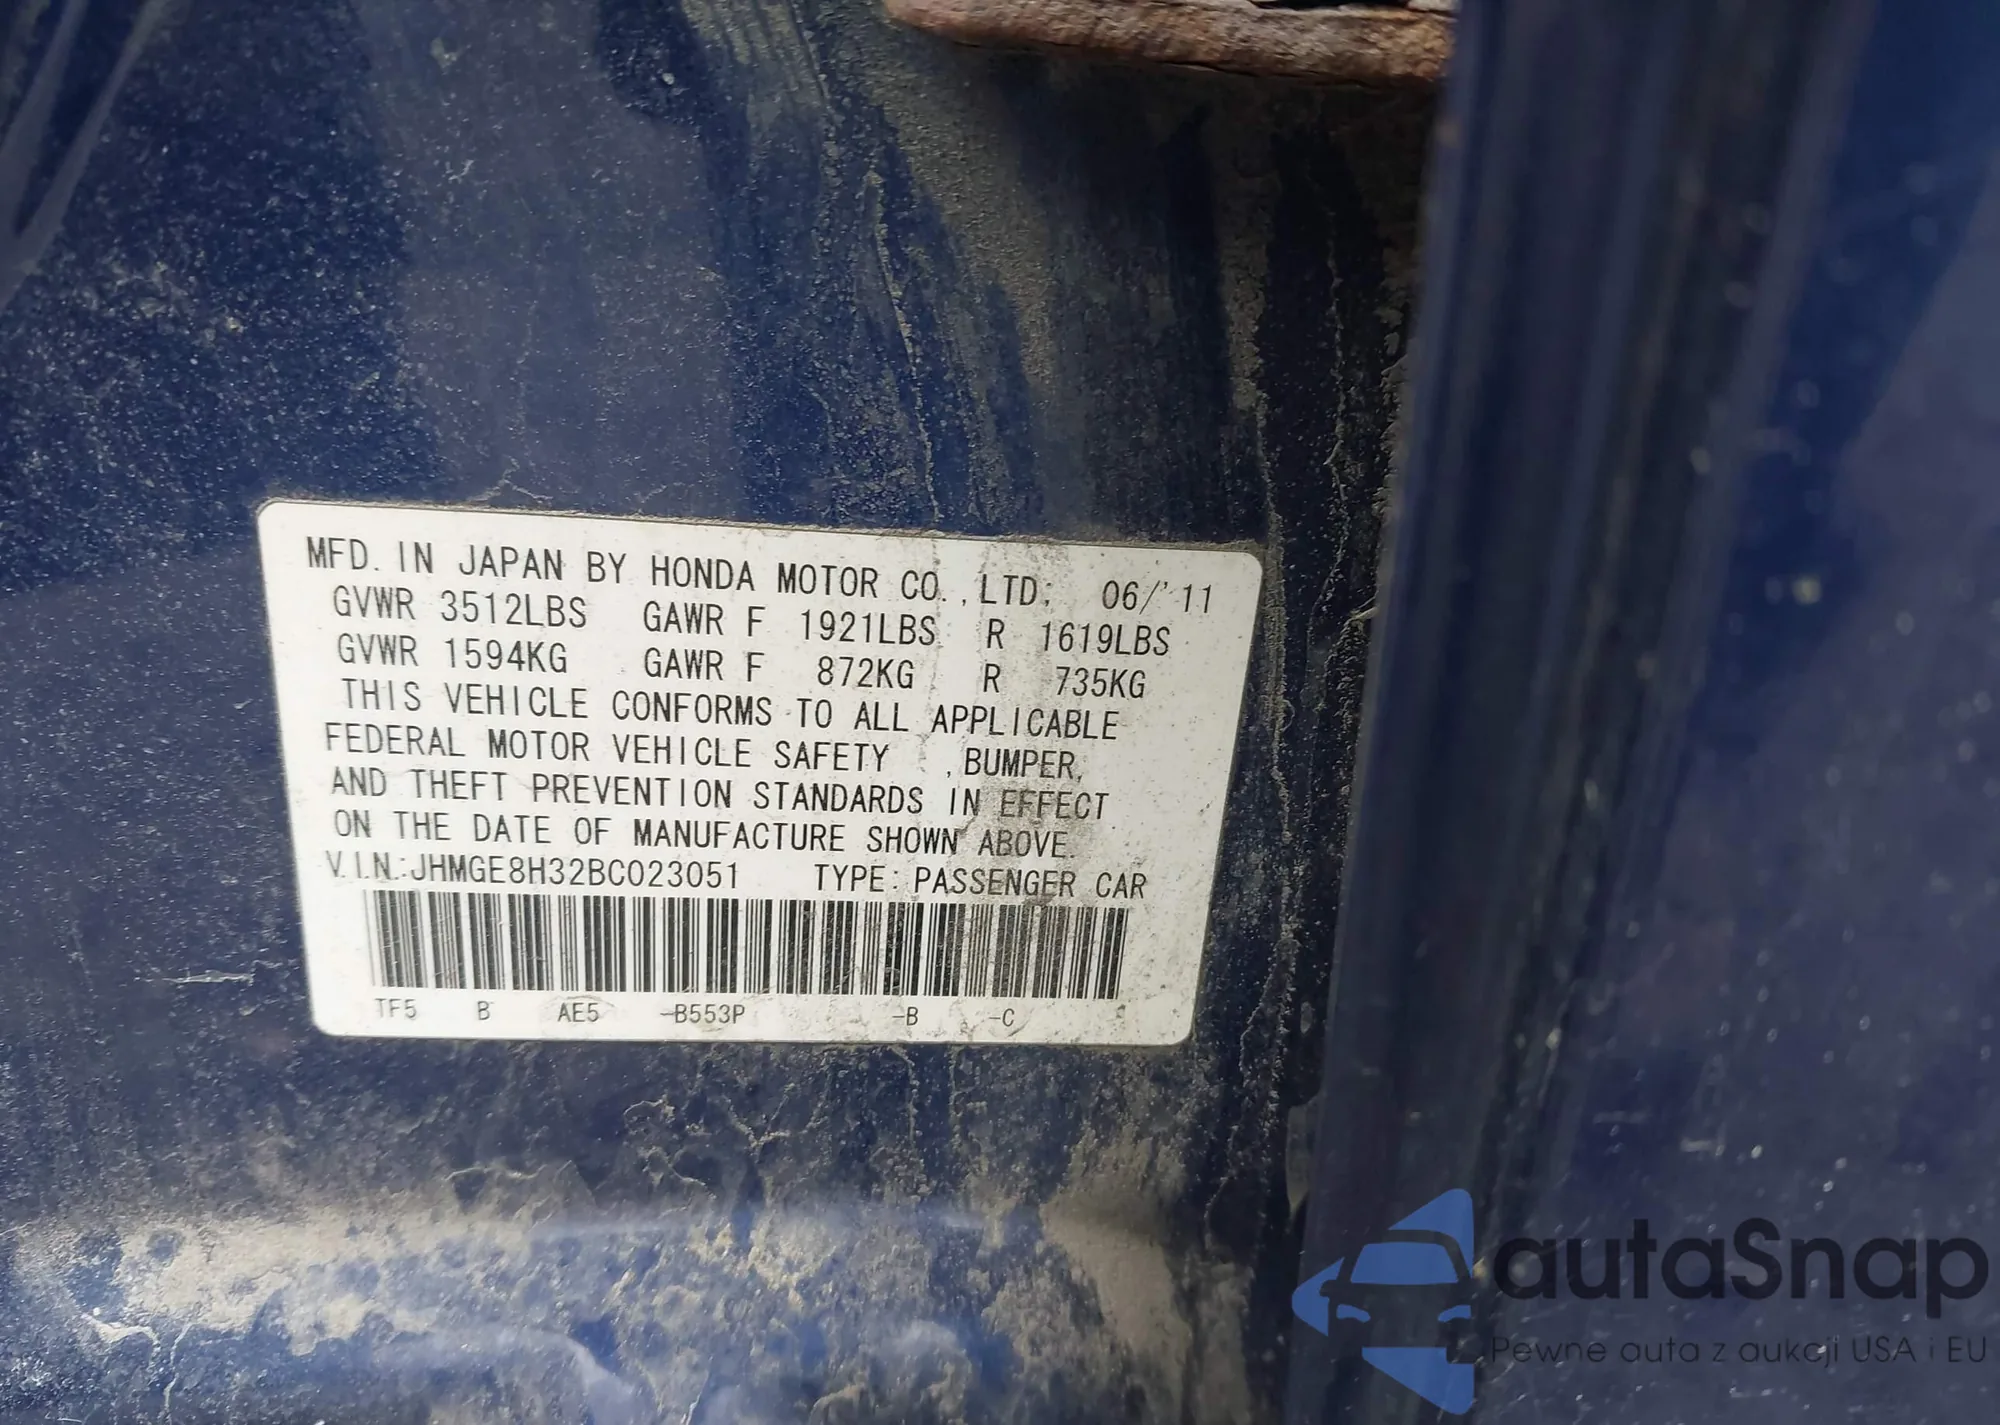 MFD. IN JAPAN BY HONDA MOTOR CO., LTD. 06/'11
GVWR 3512LBS GAWR F 1921LBS R 1619LBS
GVWR 1594KG GAWR F 872KG R 735KG
THIS VEHICLE CONFORMS TO ALL APPLICABLE
FEDERAL MOTOR VEHICLE SAFETY , BUMPER,
AND THEFT PREVENTION STANDARDS IN EFFECT
ON THE DATE OF MANUFACTURE SHOWN ABOVE.
V.I.N.:JHMGE8H32BC023051 TYPE: PASSENGER CAR
TF5 B AE5 -B553P -B -C
autaSnap
Pewne auta z aukcji USA i EU